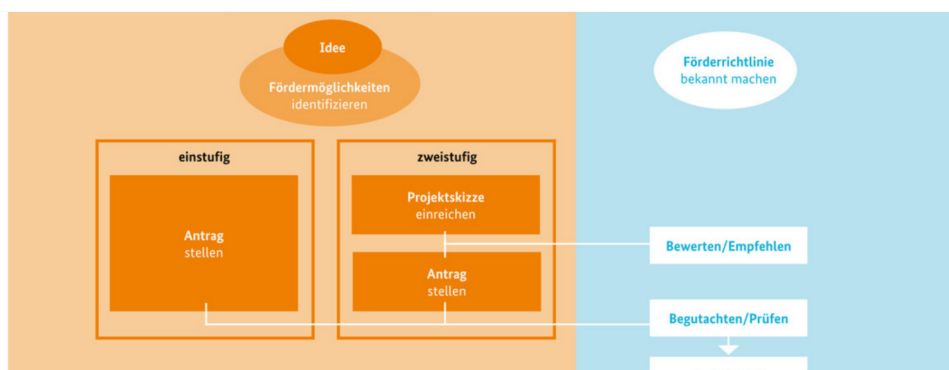 Idee
Fördermöglichkeiten
identifizieren
Förderrichtlinie
bekannt machen
einstufig
zweistufig
Antrag
stellen
Projektskizze
einreichen
Antrag
stellen
Bewerten/Empfehlen
Begutachten/Prüfen